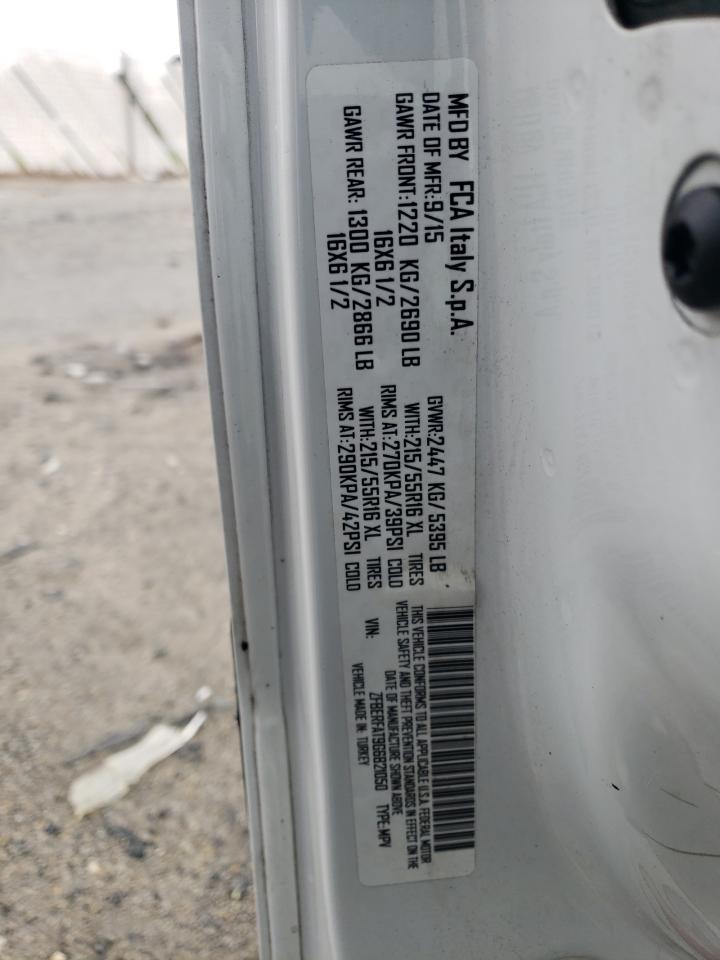 MFD BY FCA Italy S.p.A.
DATE OF MFR:9/15 GVWR:2447 KG/5395 LB
GAWR FRONT:1220 KG/2690 LB WITH:215/55R16 XL TIRES
16X6 1/2 RIMS AT:270KPA/39PSI COLD
GAWR REAR: 1300 KG/2866 LB WITH:215/55R16 XL TIRES
16X6 1/2 RIMS AT:290KPA/42PSI COLD
THIS VEHICLE CONFORMS TO ALL APPLICABLE U.S.A. FEDERAL MOTOR
VEHICLE SAFETY AND THEFT PREVENTION STANDARDS IN EFFECT ON THE
DATE OF MANUFACTURE SHOWN ABOVE
VIN: ZFBERFAT9G6B21050 TYPE:MPV
VEHICLE MADE IN: TURKEY